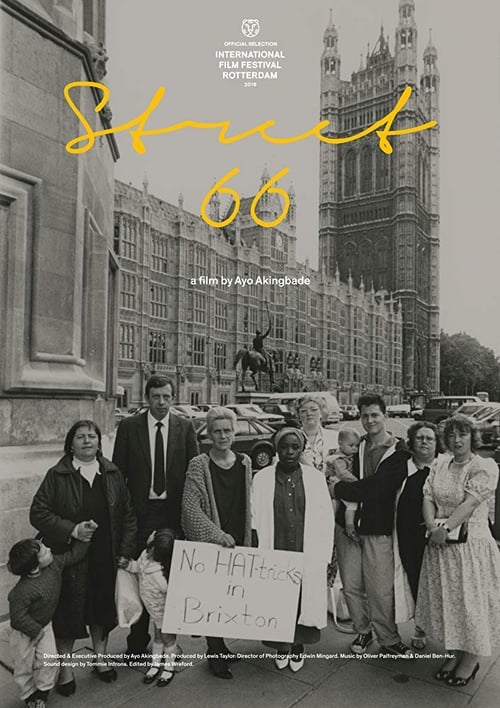 OFFICIAL SELECTION
INTERNATIONAL
FILM FESTIVAL
ROTTERDAM
2018
Street
66
a film by Ayo Akingbade
No HAT-tricks
in
Brixton
Directed & Executive Produced by Ayo Akingbade. Produced by Lewis Taylor. Director of Photography Edwin Mingard. Music by Oliver Palfreyman & Daniel Ben-Hur.
Sound design by Tommie Introna. Edited by James Wreford.